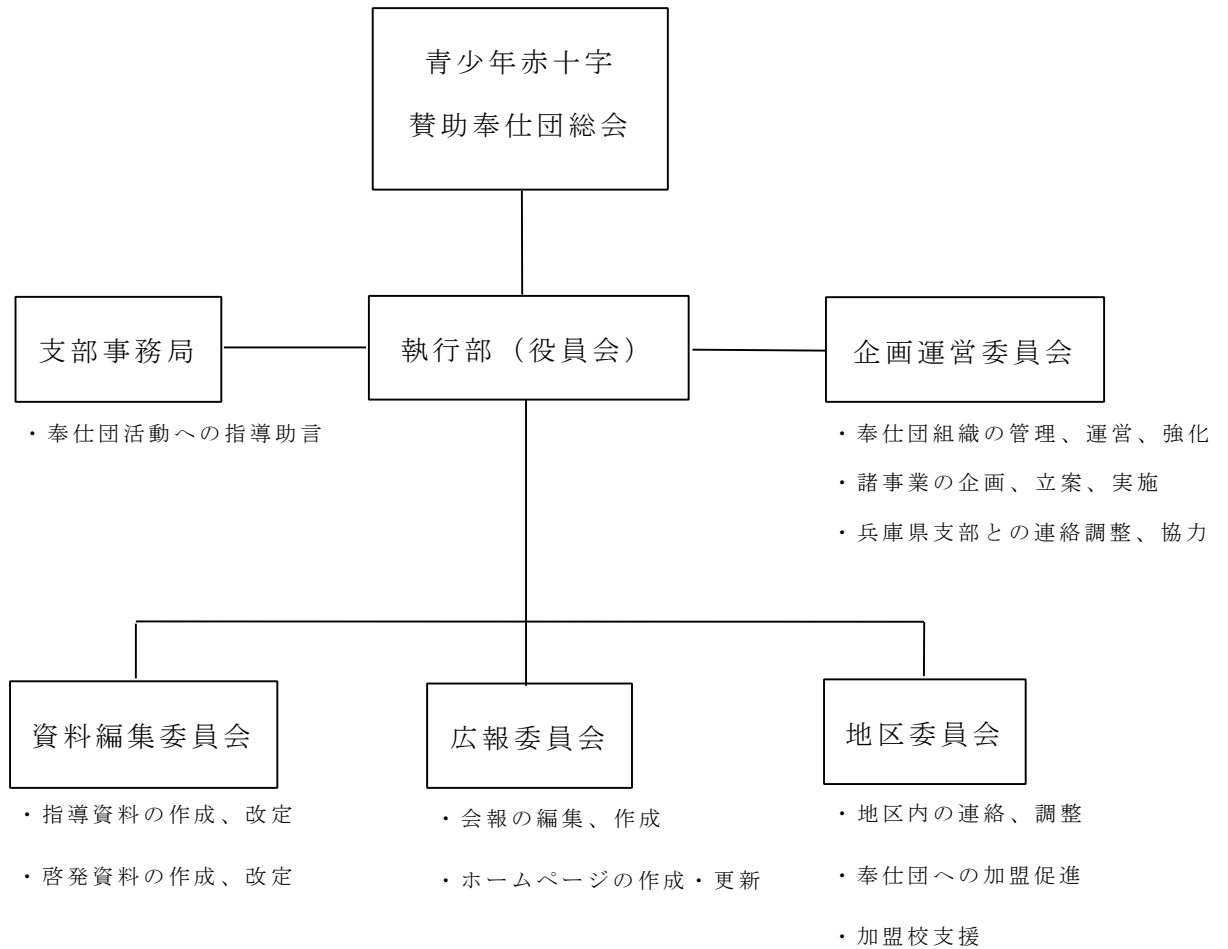 青少年赤十字
賛助奉仕団総会
支部事務局
・奉仕団活動への指導助言
執行部（役員会）
企画運営委員会
・奉仕団組織の管理、運営、強化
・諸事業の企画、立案、実施
・兵庫県支部との連絡調整、協力
資料編集委員会
・指導資料の作成、改定
・啓発資料の作成、改定
広報委員会
・会報の編集、作成
・ホームページの作成・更新
地区委員会
・地区内の連絡、調整
・奉仕団への加盟促進
・加盟校支援